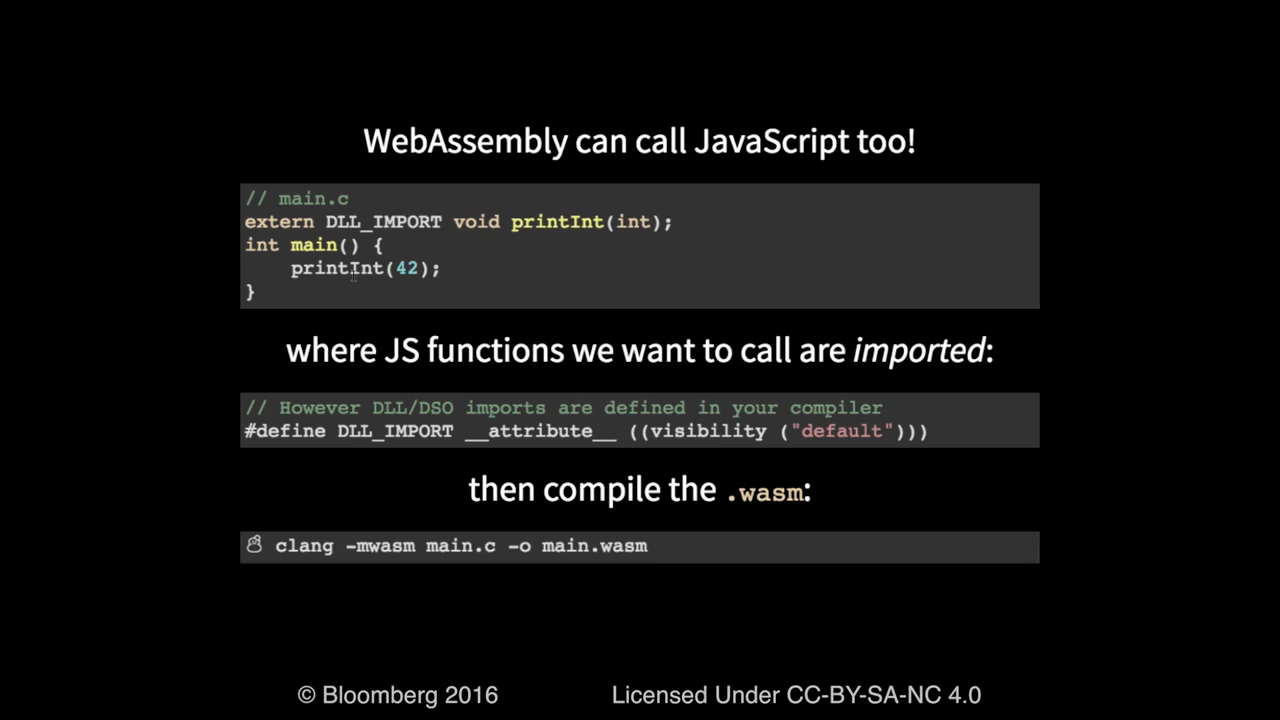 WebAssembly can call JavaScript too!
// main.c
extern DLL_IMPORT void printInt(int);
int main() {
    printInt(42);
}
where JS functions we want to call are imported:
// However DLL/DSO imports are defined in your compiler
#define DLL_IMPORT __attribute__ ((visibility ("default")))
then compile the .wasm:
clang -mwasm main.c -o main.wasm
© Bloomberg 2016 Licensed Under CC-BY-SA-NC 4.0